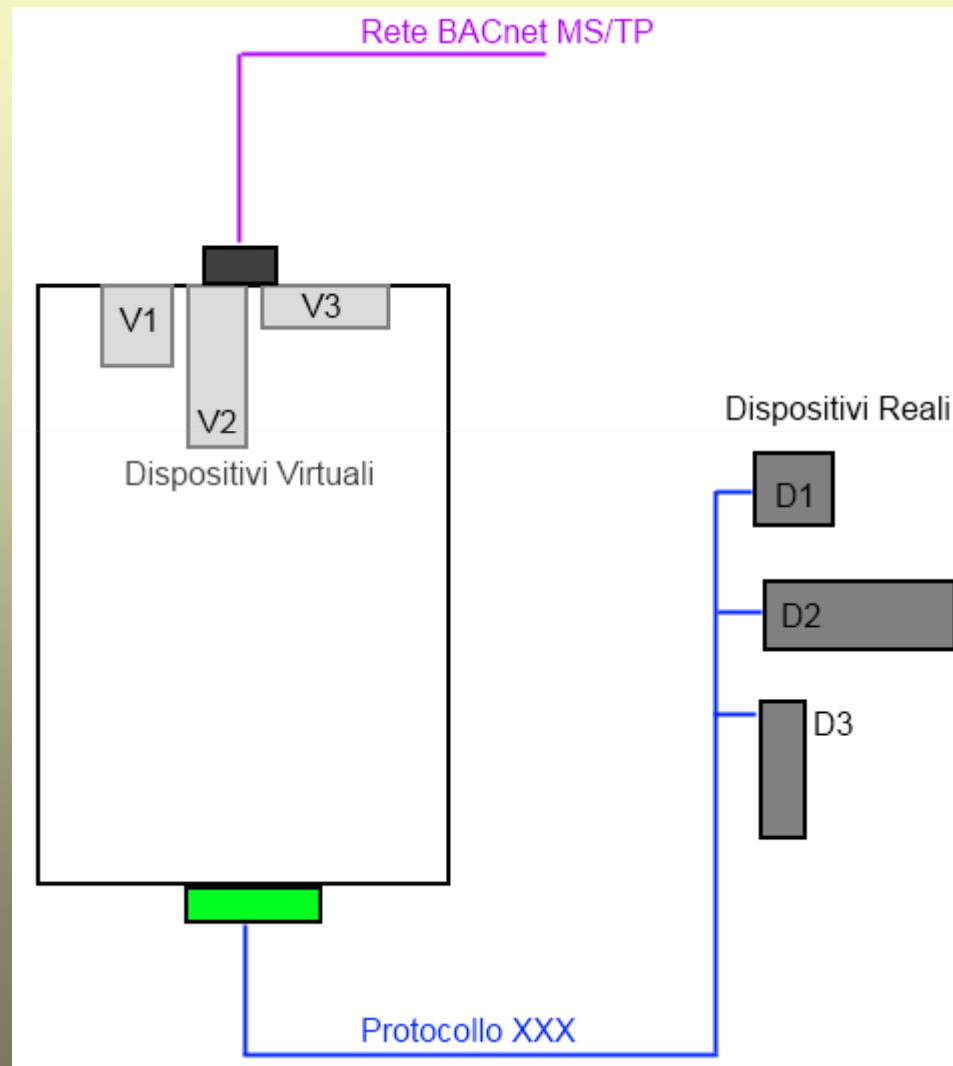 Rete BACnet MS/TP
V1
V3
V2
Dispositivi Virtuali
Dispositivi Reali
D1
D2
D3
Protocollo XXX